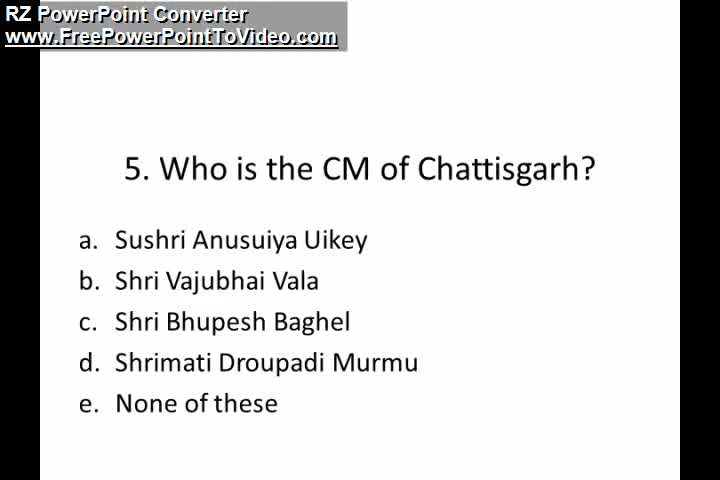 RZ PowerPoint Converter
www.FreePowerPointToVideo.com
5. Who is the CM of Chattisgarh?
a. Sushri Anusuiya Uikey
b. Shri Vajubhai Vala
c. Shri Bhupesh Baghel
d. Shrimati Droupadi Murmu
e. None of these